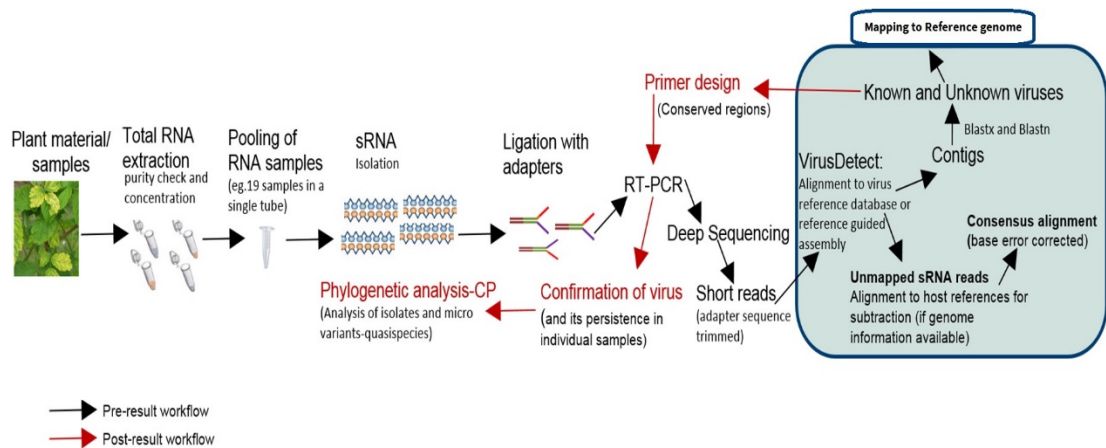 Mapping to Reference genome
Primer design
(Conserved regions)
Known and Unknown viruses
Blastx and Blastn
Plant material/
samples
Total RNA
extraction
purity check and
concentration
Pooling of
RNA samples
(eg.19 samples in a
single tube)
sRNA
Isolation
Ligation with
adapters
RT-PCR
Deep Sequencing
Short reads
(adapter sequence
trimmed)
VirusDetect:
Alignment to virus
reference database or
reference guided
assembly
Contigs
Consensus alignment
(base error corrected)
Unmapped sRNA reads
Alignment to host references for
subtraction (if genome
information available)
Confirmation of virus
(and its persistence in
individual samples)
Phylogenetic analysis-CP
(Analysis of isolates and micro
variants-quasispecies)
Pre-result workflow
Post-result workflow